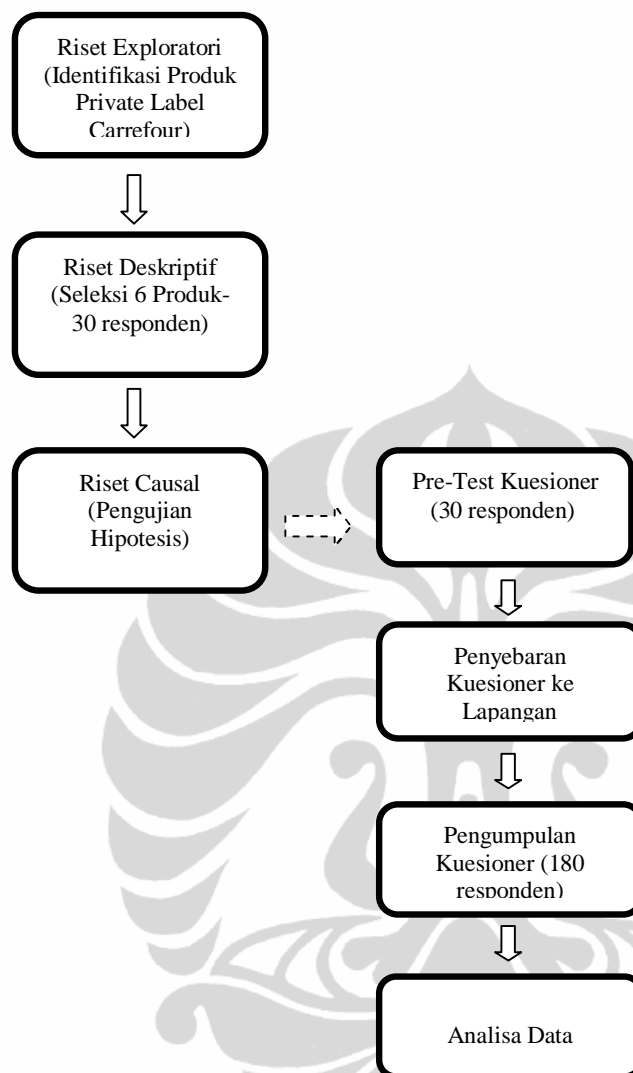 Riset Exploratori
(Identifikasi Produk
Private Label
Carrefour)
Riset Deskriptif
(Seleksi 6 Produk-
30 responden)
Riset Causal
(Pengujian
Hipotesis)
Pre-Test Kuesioner
(30 responden)
Penyebaran
Kuesioner ke
Lapangan
Pengumpulan
Kuesioner (180
responden)
Analisa Data